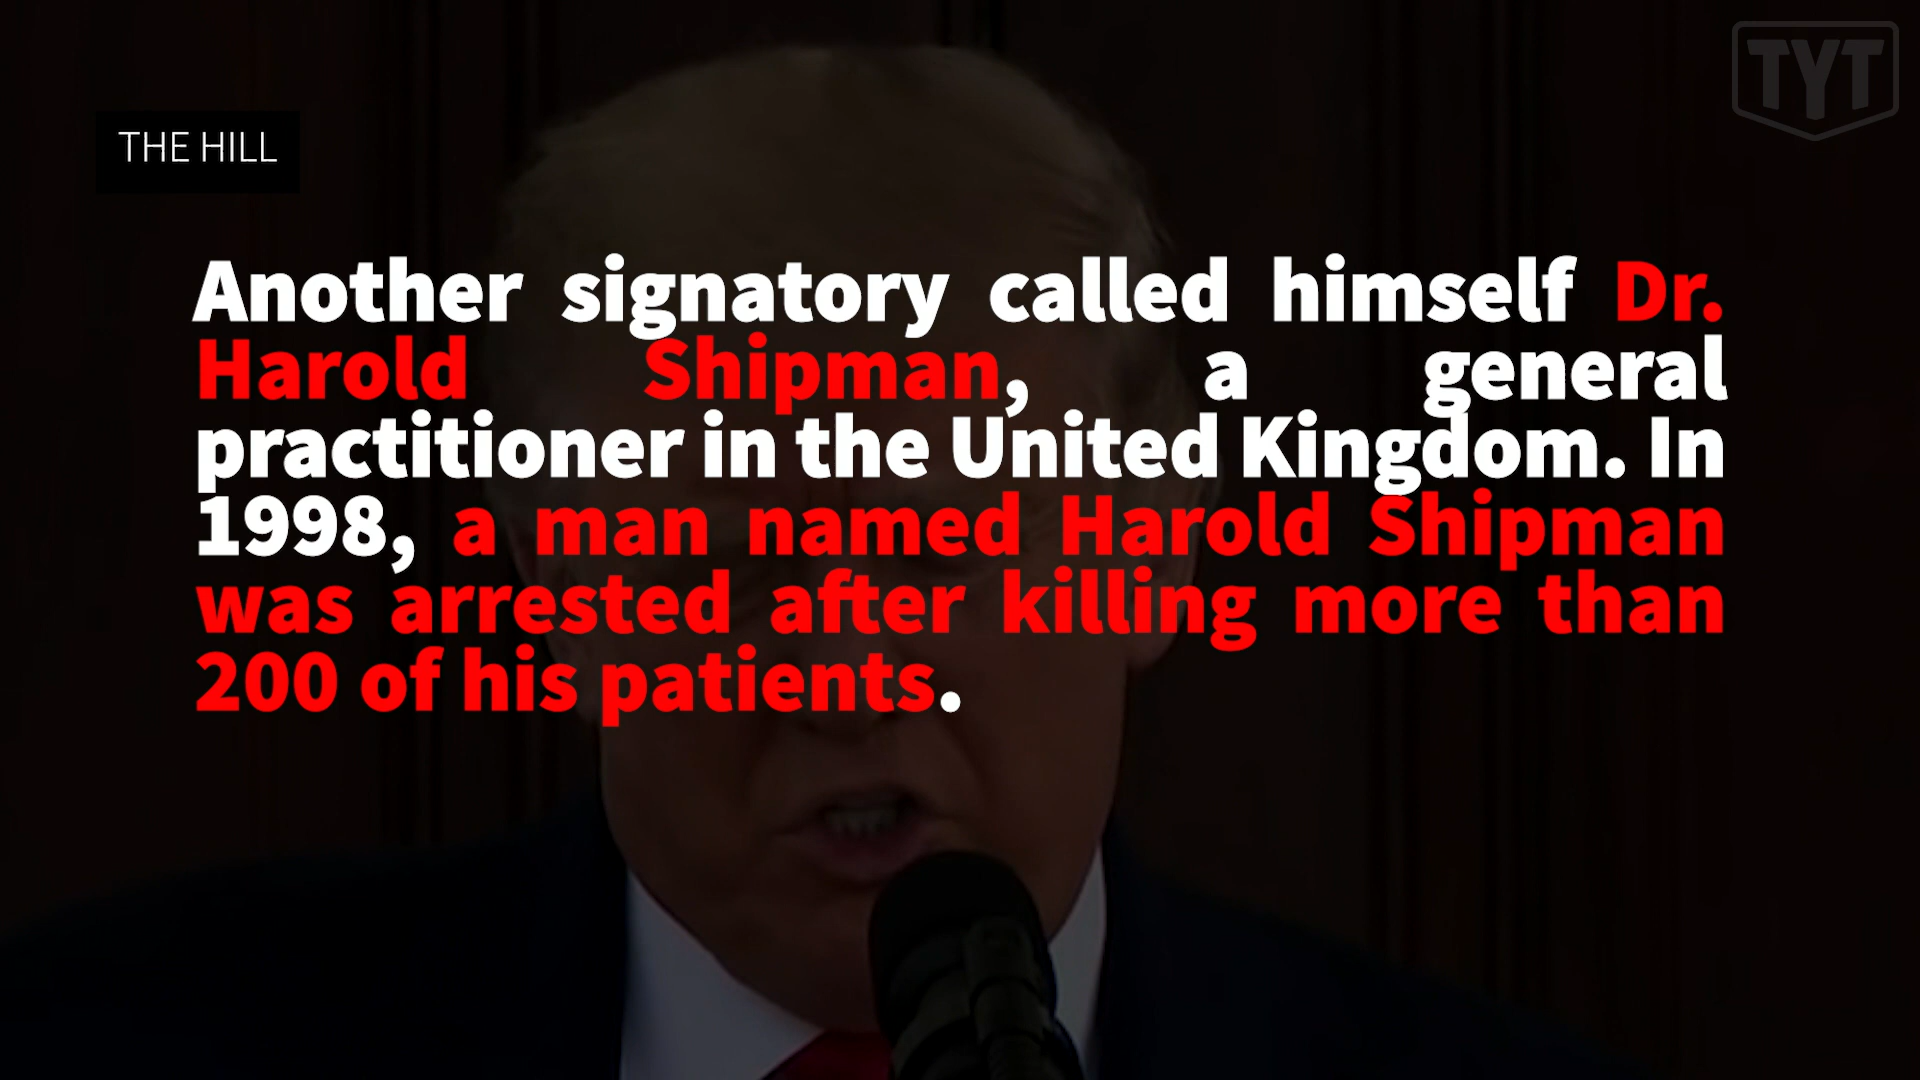 TYT
THE HILL
Another signatory called himself Dr.
Harold Shipman, a general
practitioner in the United Kingdom. In
1998, a man named Harold Shipman
was arrested after killing more than
200 of his patients.